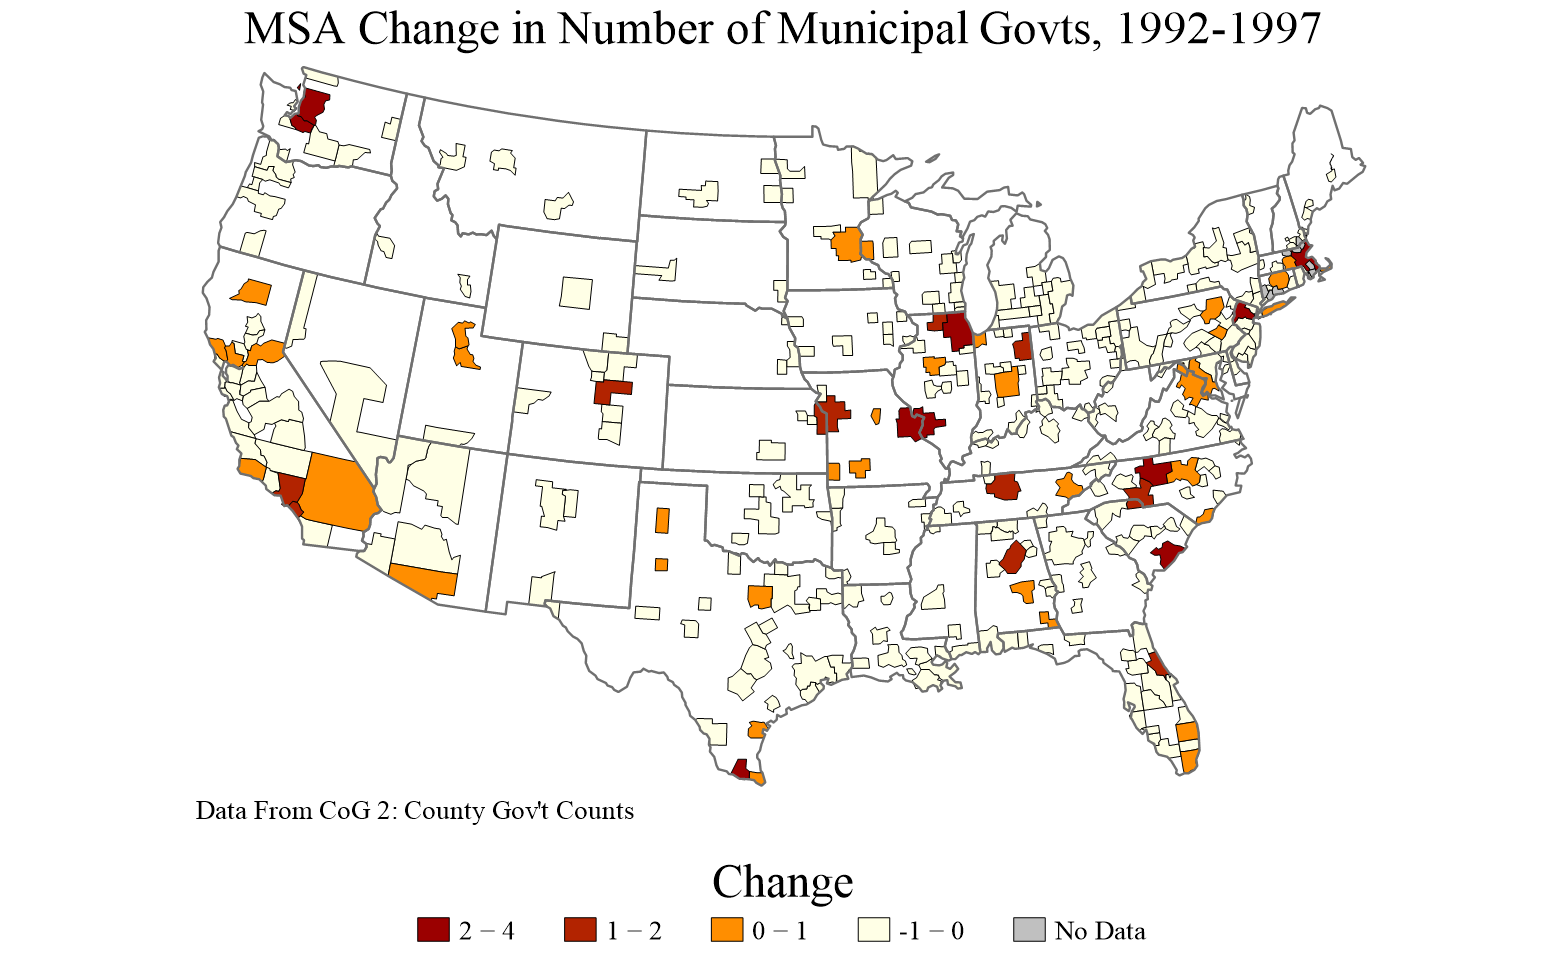 MSA Change in Number of Municipal Govts, 1992-1997
Data From CoG 2: County Gov't Counts
Change
2 − 4
1 − 2
0 − 1
-1 − 0
No Data